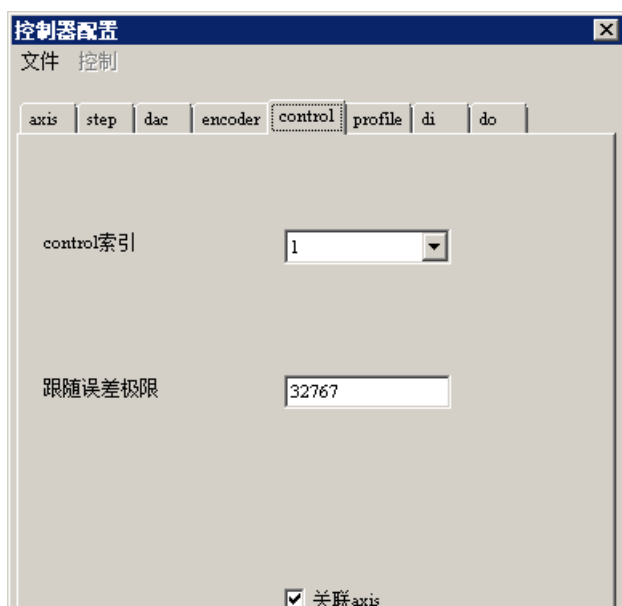 控制器配置
文件 控制
axis step dac encoder control profile di do
control索引 1
跟随误差极限 32767
关联axis